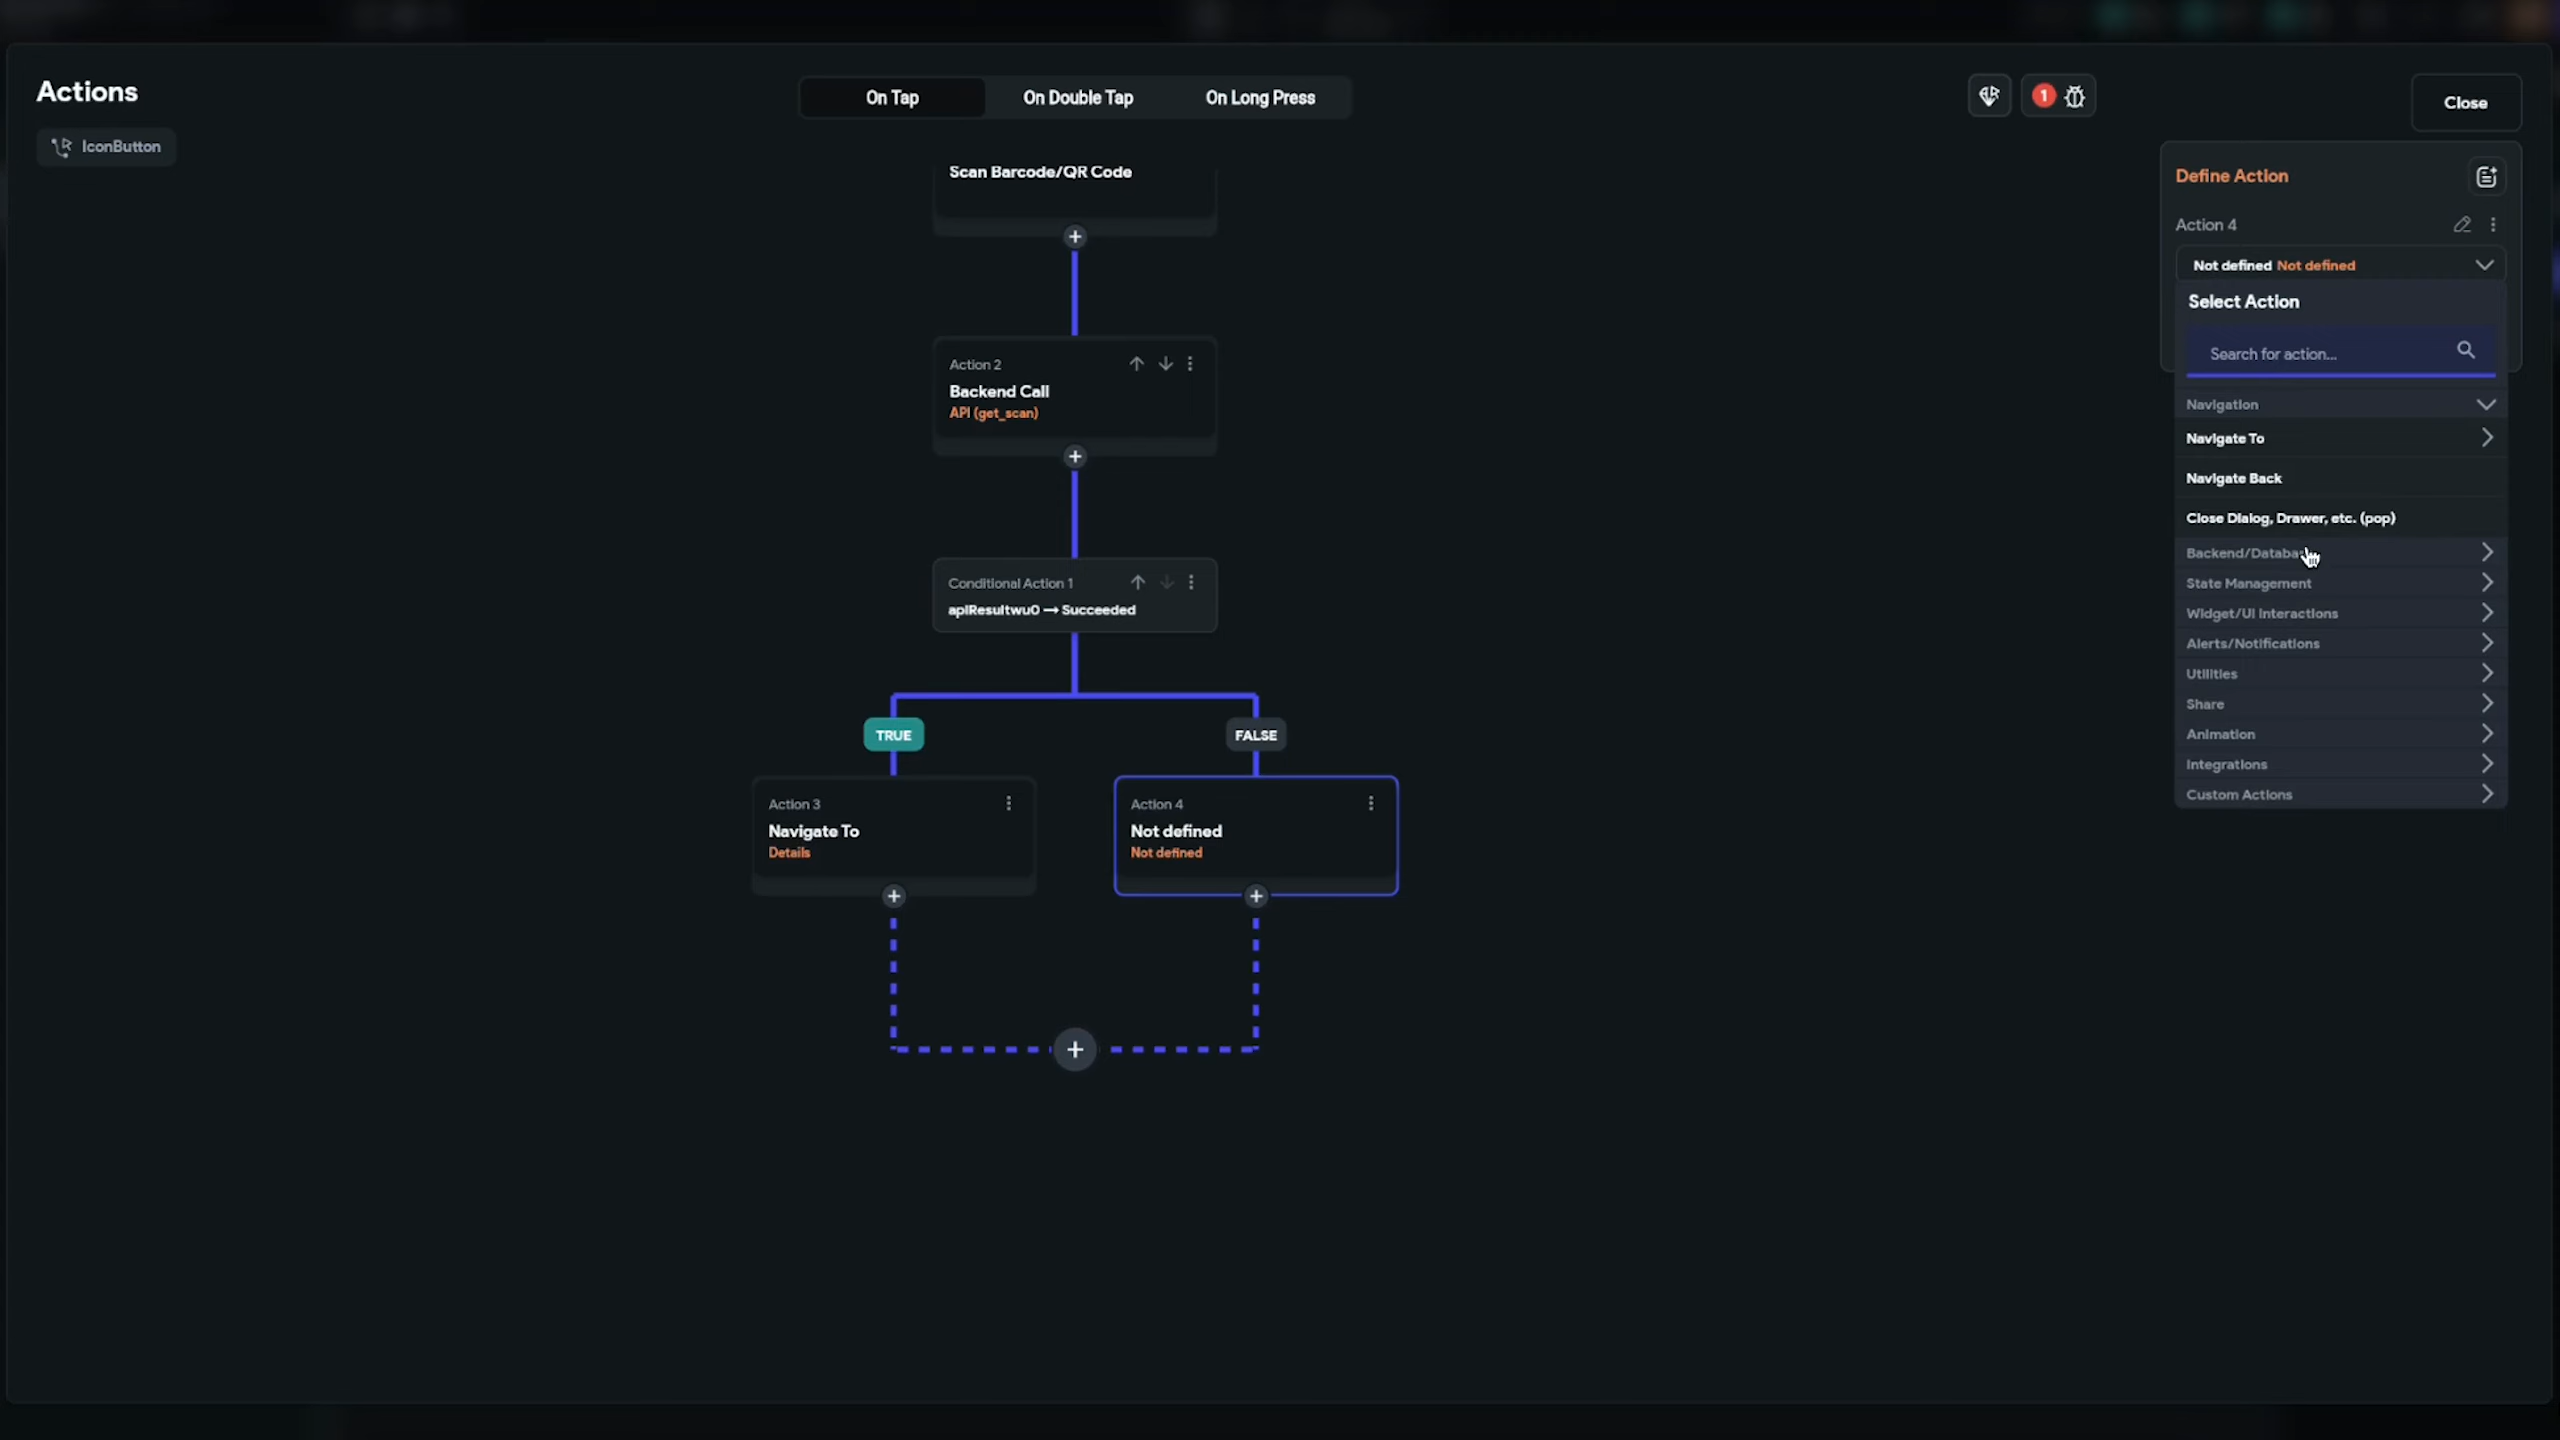 Actions
On Tap
On Double Tap
On Long Press
1
Close
IconButton
Scan Barcode/QR Code
Action 2
Backend Call
API (get_scan)
Conditional Action 1
apiResultwu0 → Succeeded
TRUE
FALSE
Action 3
Navigate To
Details
Action 4
Not defined
Not defined
Define Action
Action 4
Not defined Not defined
Select Action
Search for action...
Navigation
Navigate To
Navigate Back
Close Dialog, Drawer, etc. (pop)
State Management
Widget/UI Interactions
Alerts/Notifications
Utilities
Share
Animation
Integrations
Custom Actions